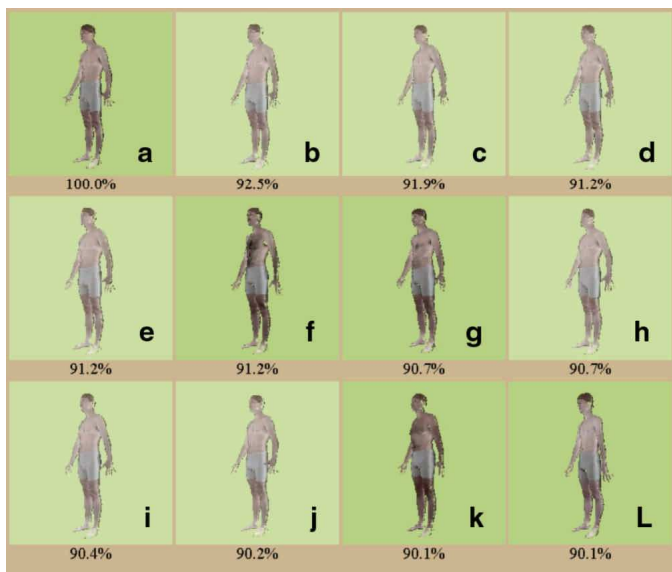 a b c d
100.0% 92.5% 91.9% 91.2%
e f g h
91.2% 91.2% 90.7% 90.7%
i j k L
90.4% 90.2% 90.1% 90.1%